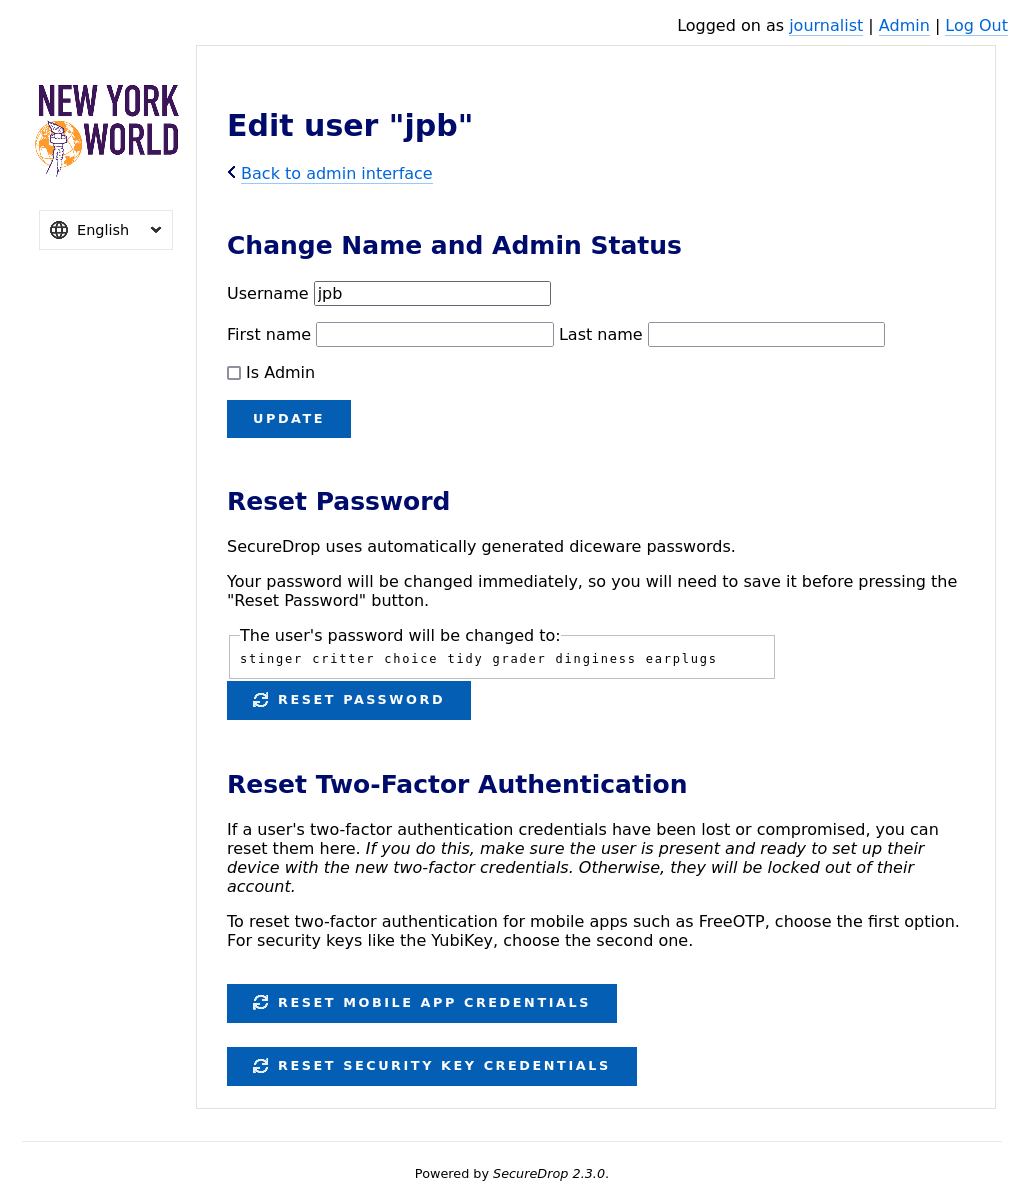 Logged on as journalist | Admin | Log Out
NEW YORK
WORLD
English
Edit user "jpb"
Back to admin interface
Change Name and Admin Status
Username jpb
First name Last name
Is Admin
UPDATE
Reset Password
SecureDrop uses automatically generated diceware passwords.
Your password will be changed immediately, so you will need to save it before pressing the
"Reset Password" button.
The user's password will be changed to:
stinger critter choice tidy grader dinginess earplugs
RESET PASSWORD
Reset Two-Factor Authentication
If a user's two-factor authentication credentials have been lost or compromised, you can
reset them here. If you do this, make sure the user is present and ready to set up their
device with the new two-factor credentials. Otherwise, they will be locked out of their
account.
To reset two-factor authentication for mobile apps such as FreeOTP, choose the first option.
For security keys like the YubiKey, choose the second one.
RESET MOBILE APP CREDENTIALS
RESET SECURITY KEY CREDENTIALS
Powered by SecureDrop 2.3.0.